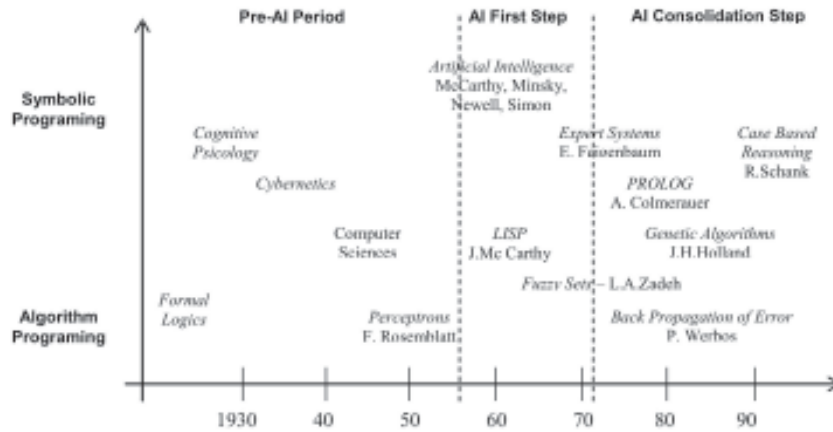 Pre-AI Period
AI First Step
AI Consolidation Step
Symbolic
Programing
Artificial Intelligence
McCarthy, Minsky,
Newell, Simon
Cognitive
Psicology
Expert Systems
E.
Case Based
Reasoning
R.Schank
Cybernetics
PROLOG
A. Colmerauer
Computer
Sciences
LISP
J.Mc Carthy
Genetic Algorithms
J.H.Holland
Fuzzy Sets – L.A.Zadeh
Formal
Logics
Algorithm
Programing
Perceptrons
F. Rosemblatt
Back Propagation of Error
P. Werbos
1930
40
50
60
70
80
90